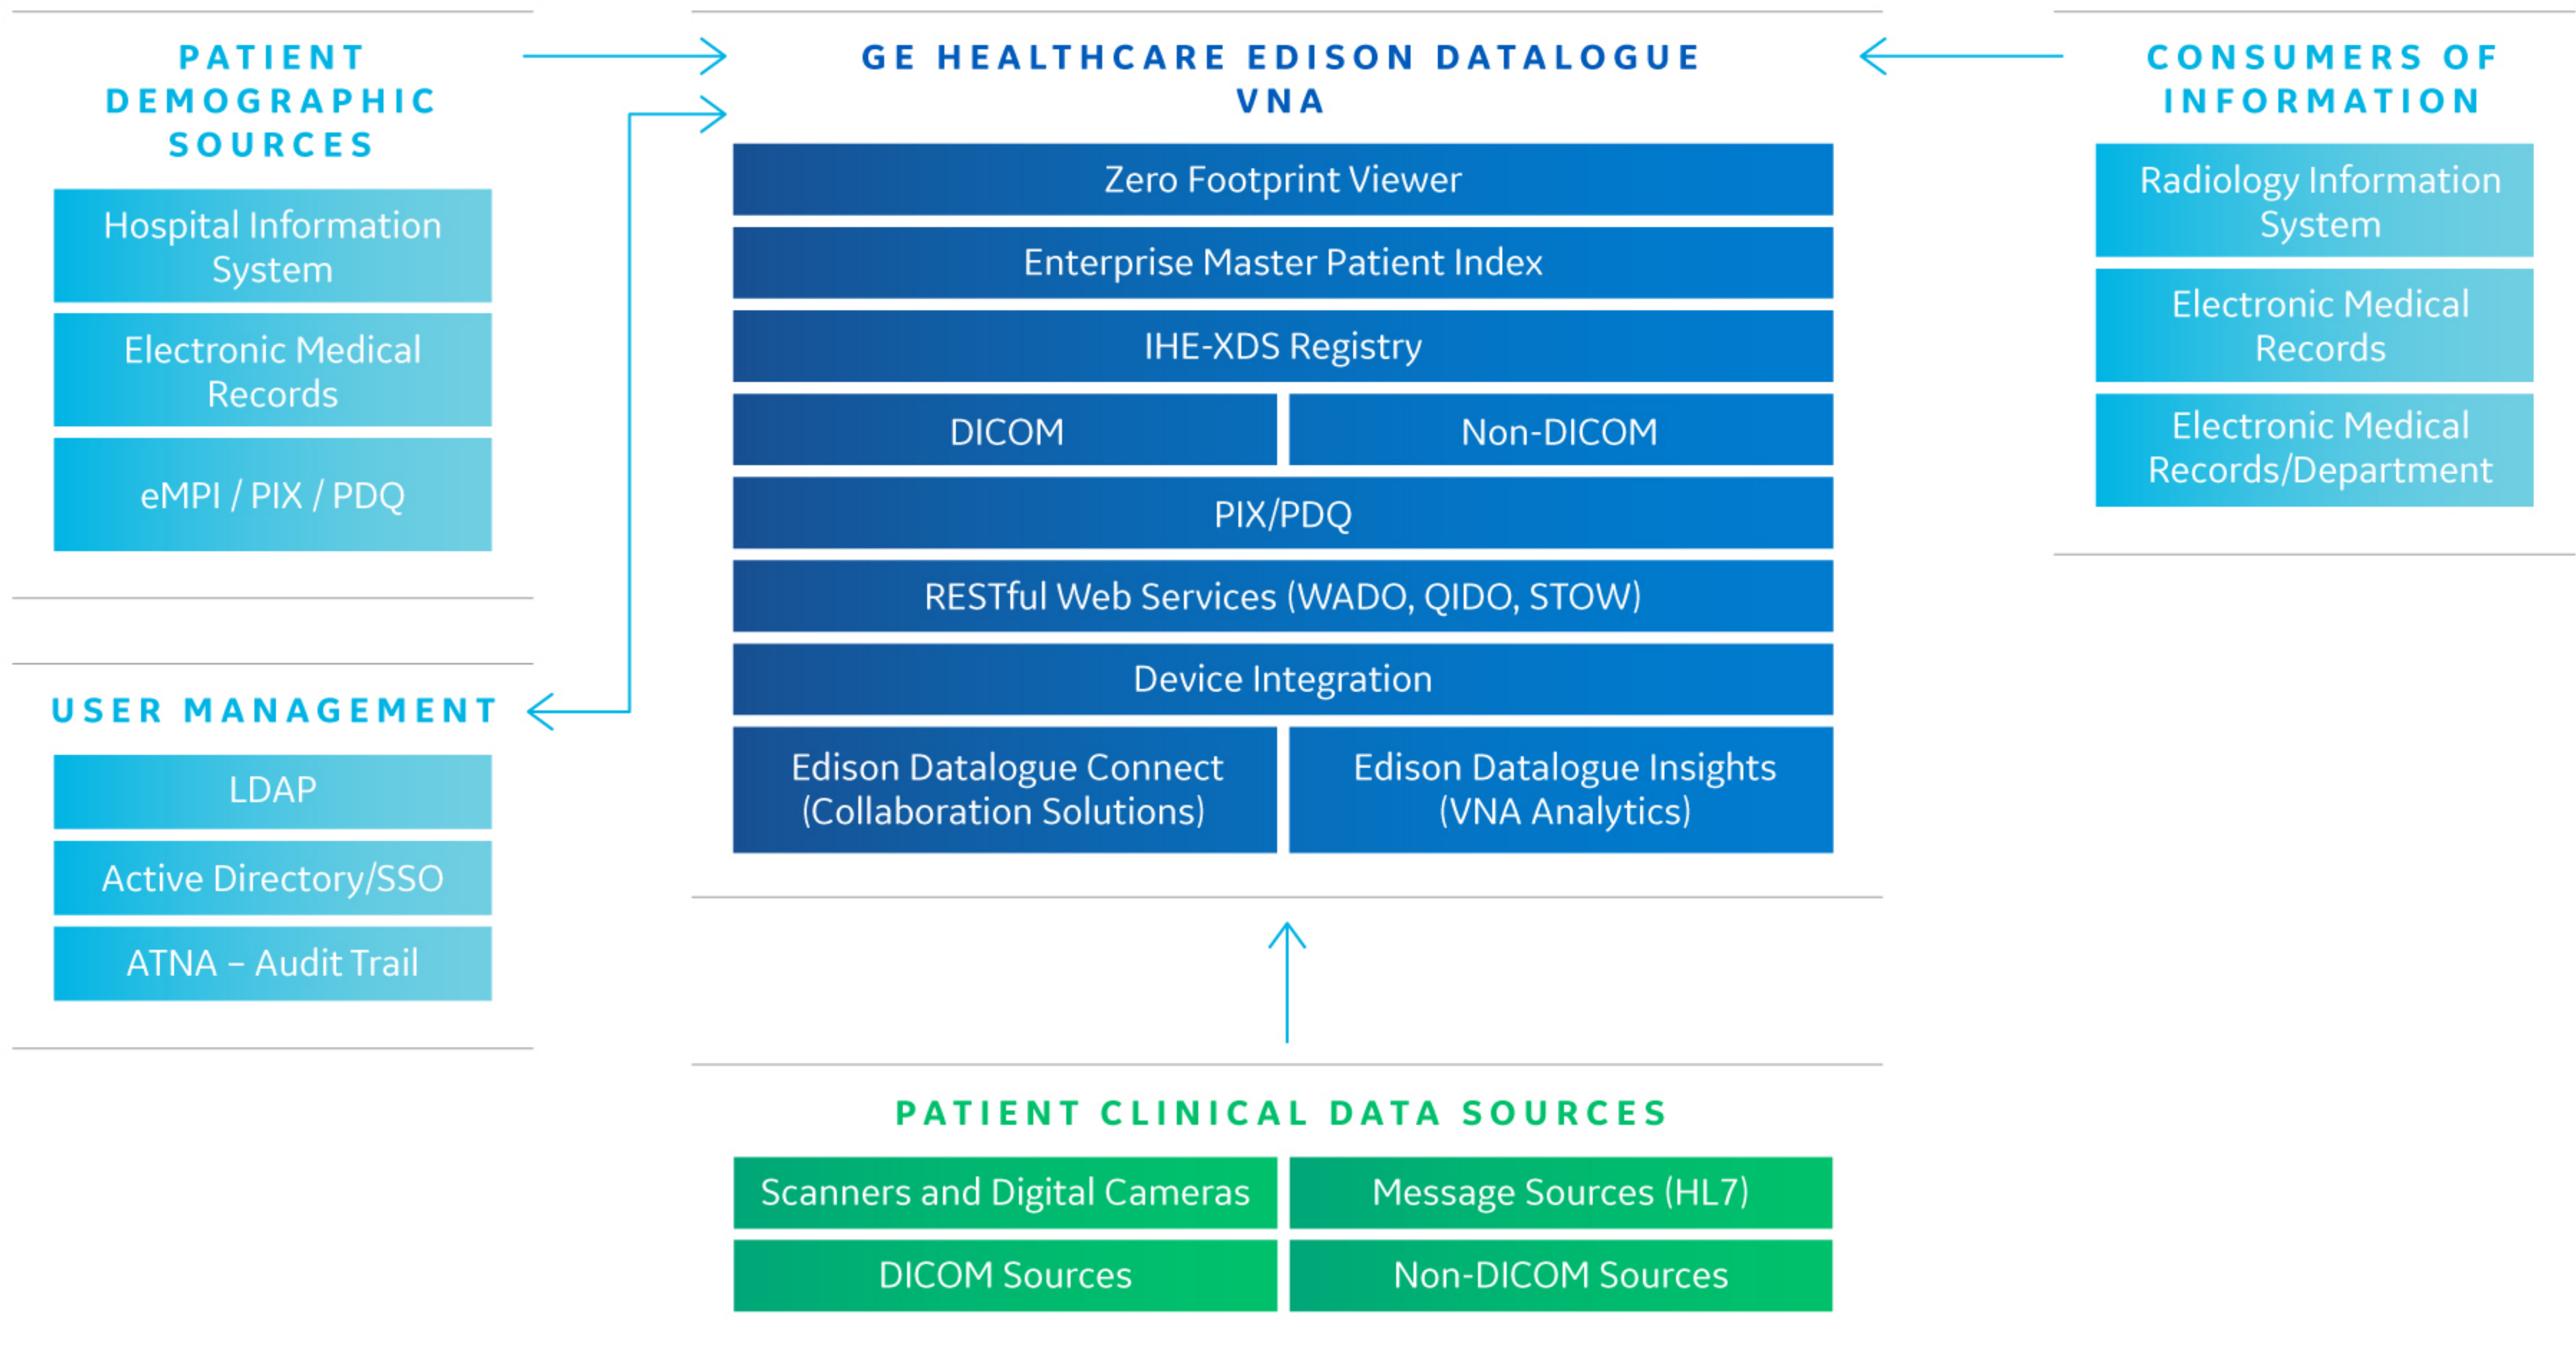 PATIENT
DEMOGRAPHIC
SOURCES
Hospital Information
System
Electronic Medical
Records
eMPI / PIX / PDQ
USER MANAGEMENT
LDAP
Active Directory/SSO
ATNA – Audit Trail
GE HEALTHCARE EDISON DATALOGUE
VNA
Zero Footprint Viewer
Enterprise Master Patient Index
IHE-XDS Registry
DICOM
Non-DICOM
PIX/PDQ
RESTful Web Services (WADO, QIDO, STOW)
Device Integration
Edison Datalogue Connect
(Collaboration Solutions)
Edison Datalogue Insights
(VNA Analytics)
CONSUMERS OF
INFORMATION
Radiology Information
System
Electronic Medical
Records
Electronic Medical
Records/Department
PATIENT CLINICAL DATA SOURCES
Scanners and Digital Cameras
Message Sources (HL7)
DICOM Sources
Non-DICOM Sources